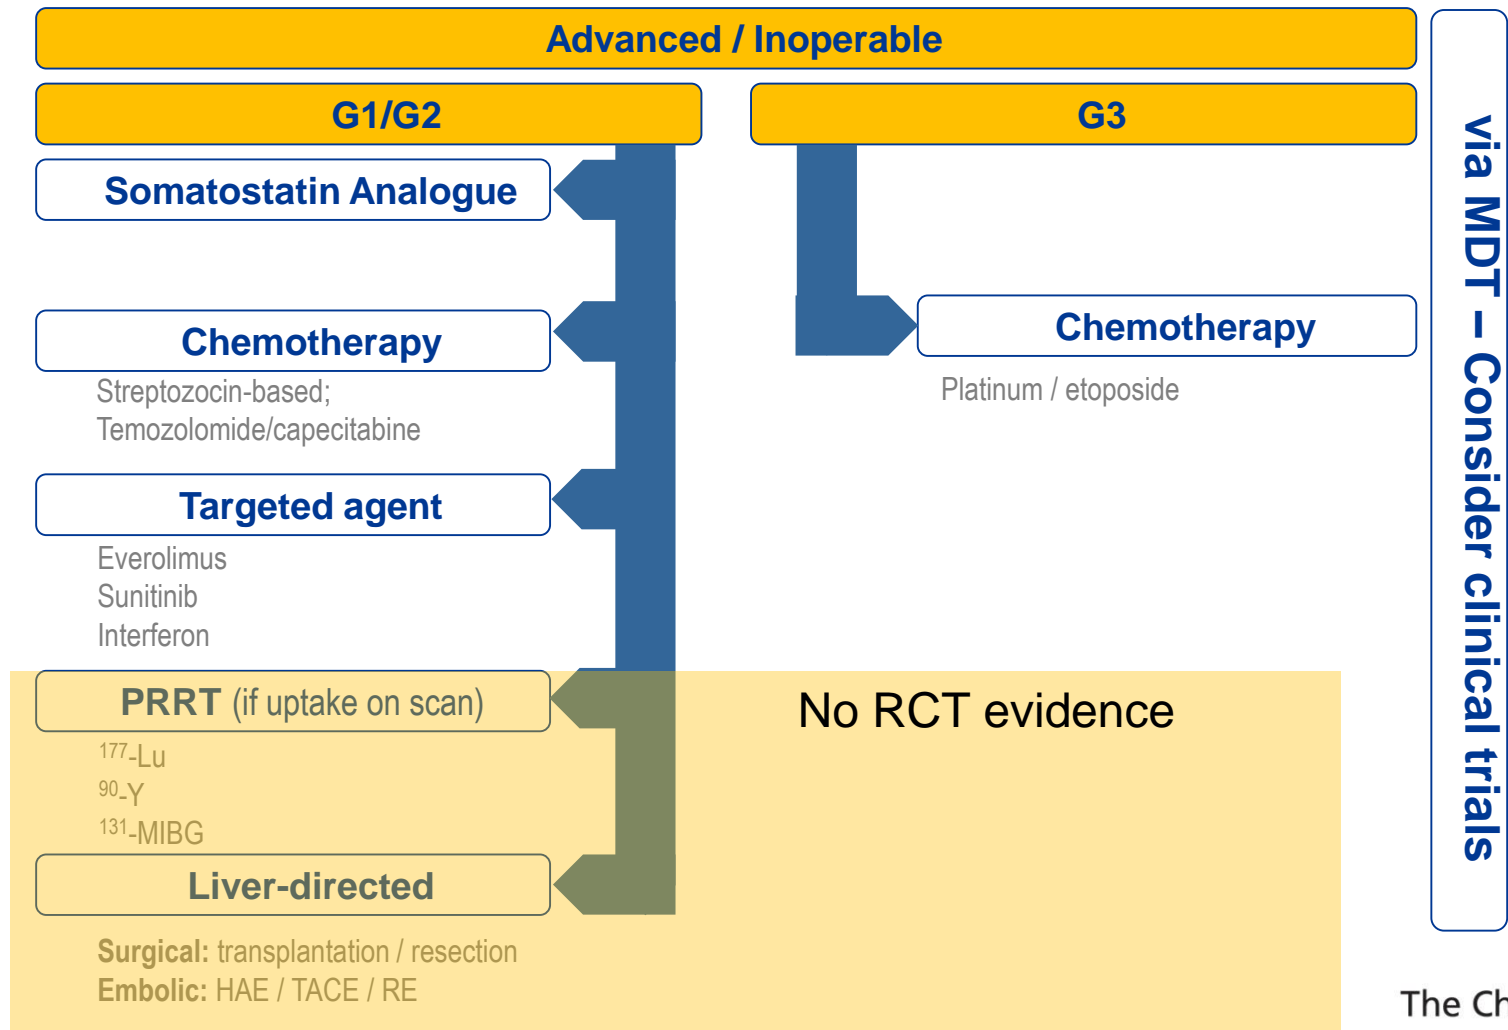 Advanced / Inoperable
G1/G2
G3
Somatostatin Analogue
Chemotherapy
Streptozocin-based;
Temozolomide/capecitabine
Chemotherapy
Platinum / etoposide
Targeted agent
Everolimus
Sunitinib
Interferon
PRRT (if uptake on scan)
177-Lu
90-Y
131-MIBG
No RCT evidence
Liver-directed
Surgical: transplantation / resection
Embolic: HAE / TACE / RE
via MDT – Consider clinical trials
The Ch